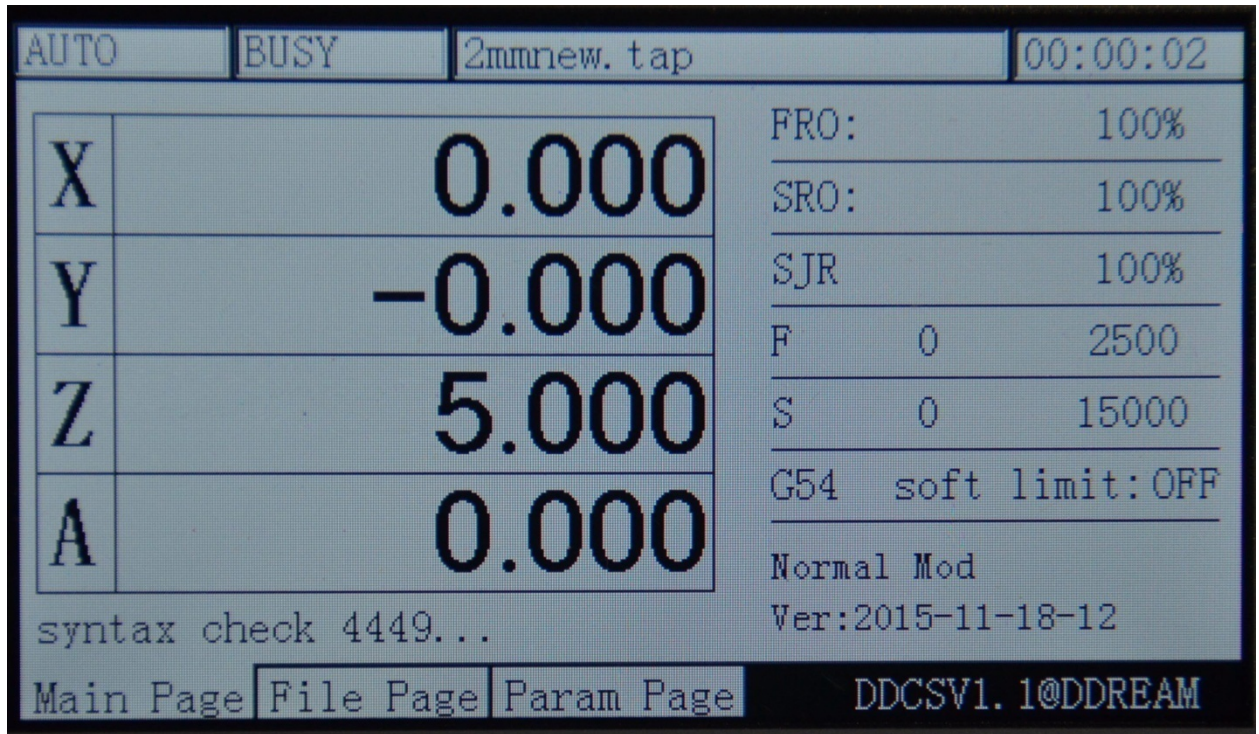 AUTO BUSY 2mmnew.tap 00:00:02
X 0.000
Y -0.000
Z 5.000
A 0.000
FRO: 100%
SRO: 100%
SJR 100%
F 0 2500
S 0 15000
G54 soft limit:OFF
Normal Mod
Ver:2015-11-18-12
syntax check 4449...
Main Page File Page Param Page DDCSV1.1@DDREAM